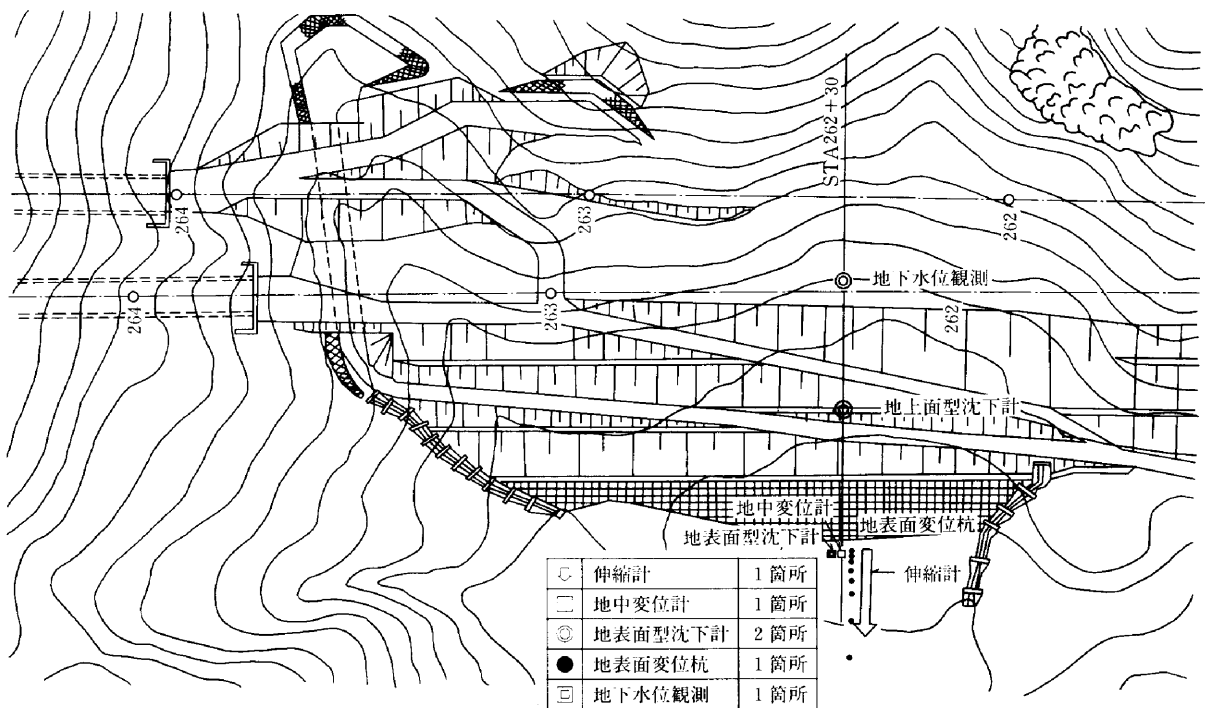 STA262+30
264
263
262
地下水位観測
264
263
262
地上面型沈下計
地中変位計
地表面変位杭
地表面型沈下計
伸縮計
伸縮計 1箇所
地中変位計 1箇所
◎ 地表面型沈下計 2箇所
● 地表面変位杭 1箇所
回 地下水位観測 1箇所